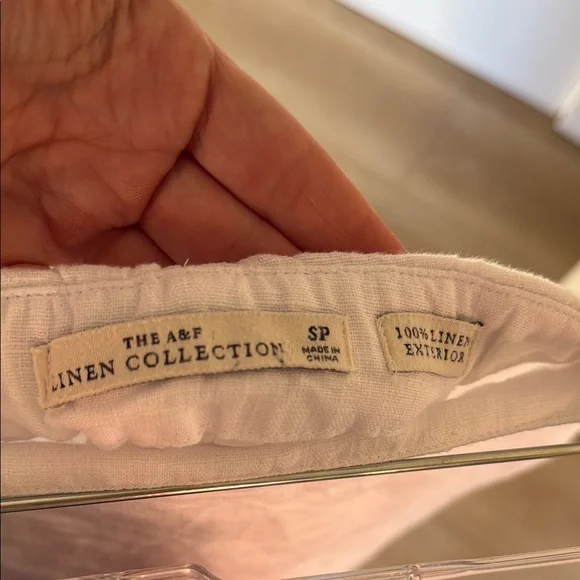 THE A&F
LINEN COLLECTION
SP
MADE IN
CHINA
100% LINEN
EXTERIOR